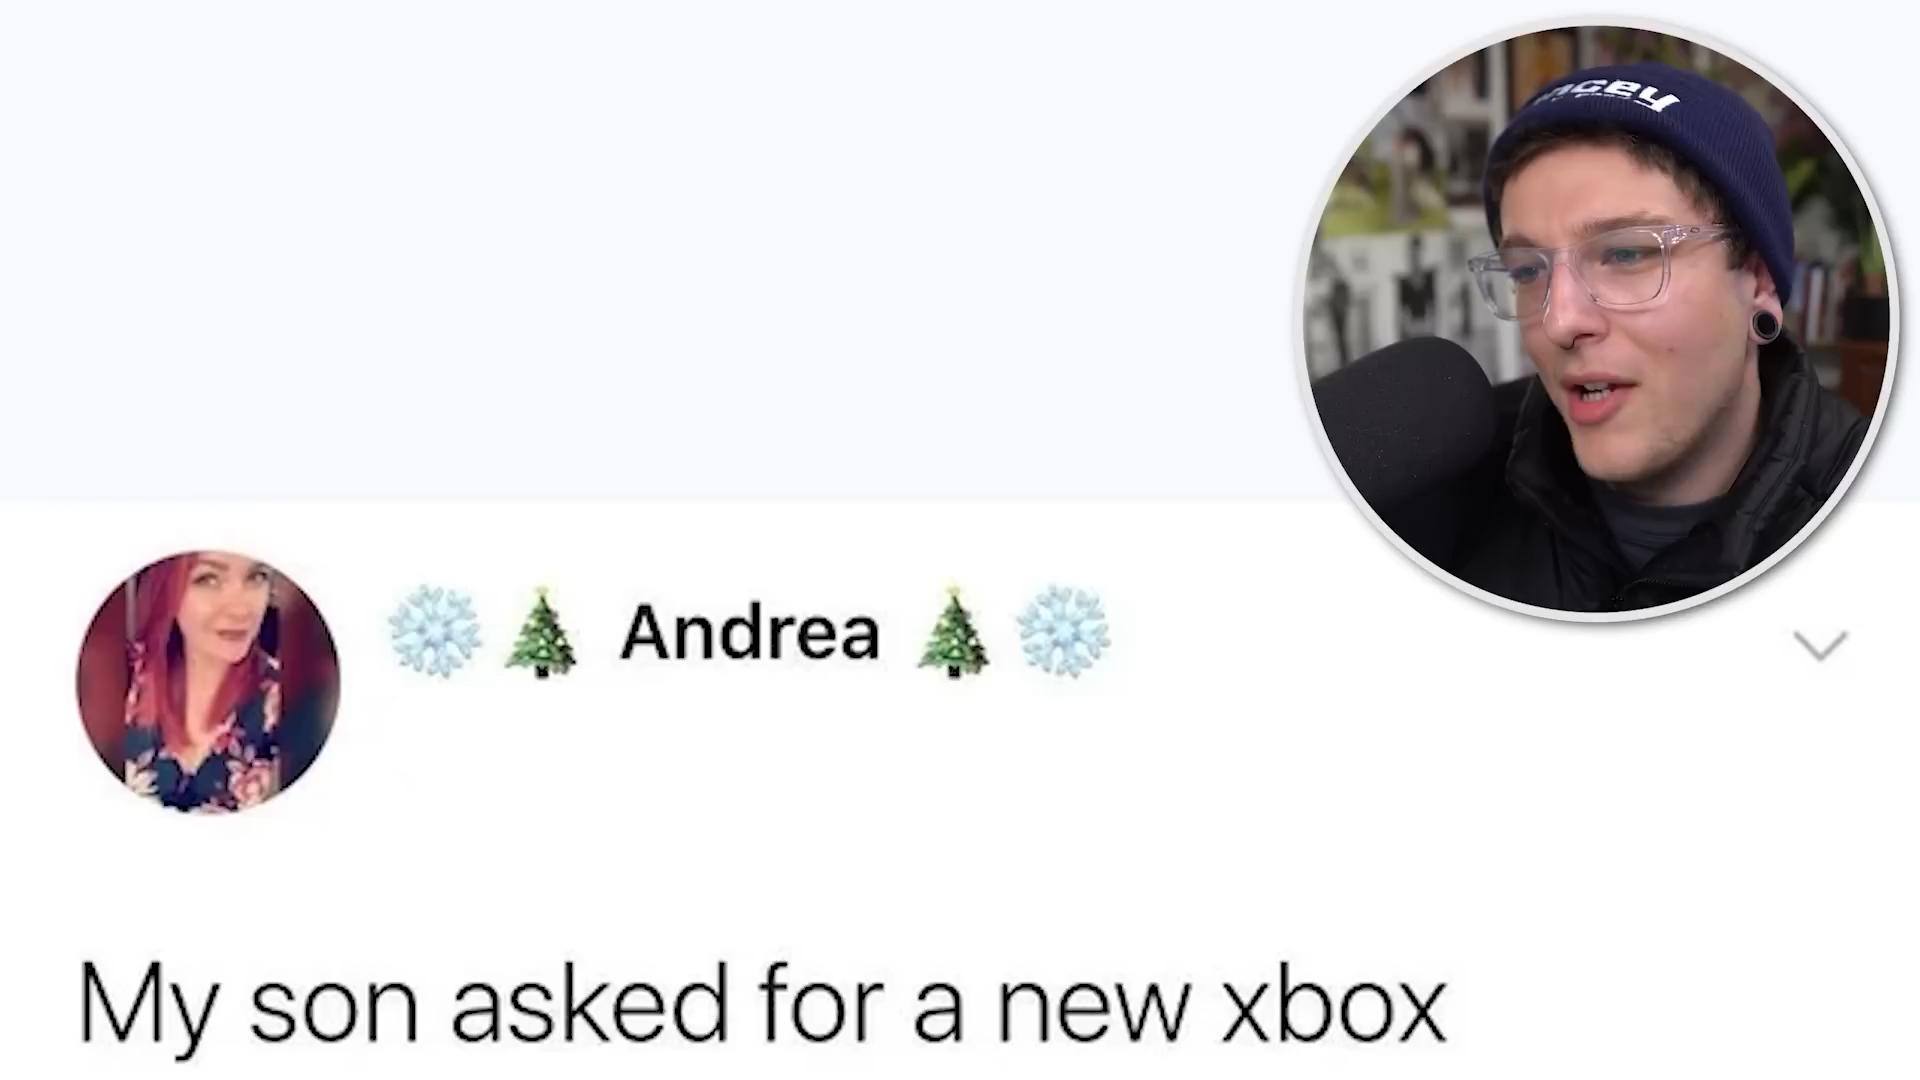 ❄️🎄 Andrea 🎄❄️
My son asked for a new xbox